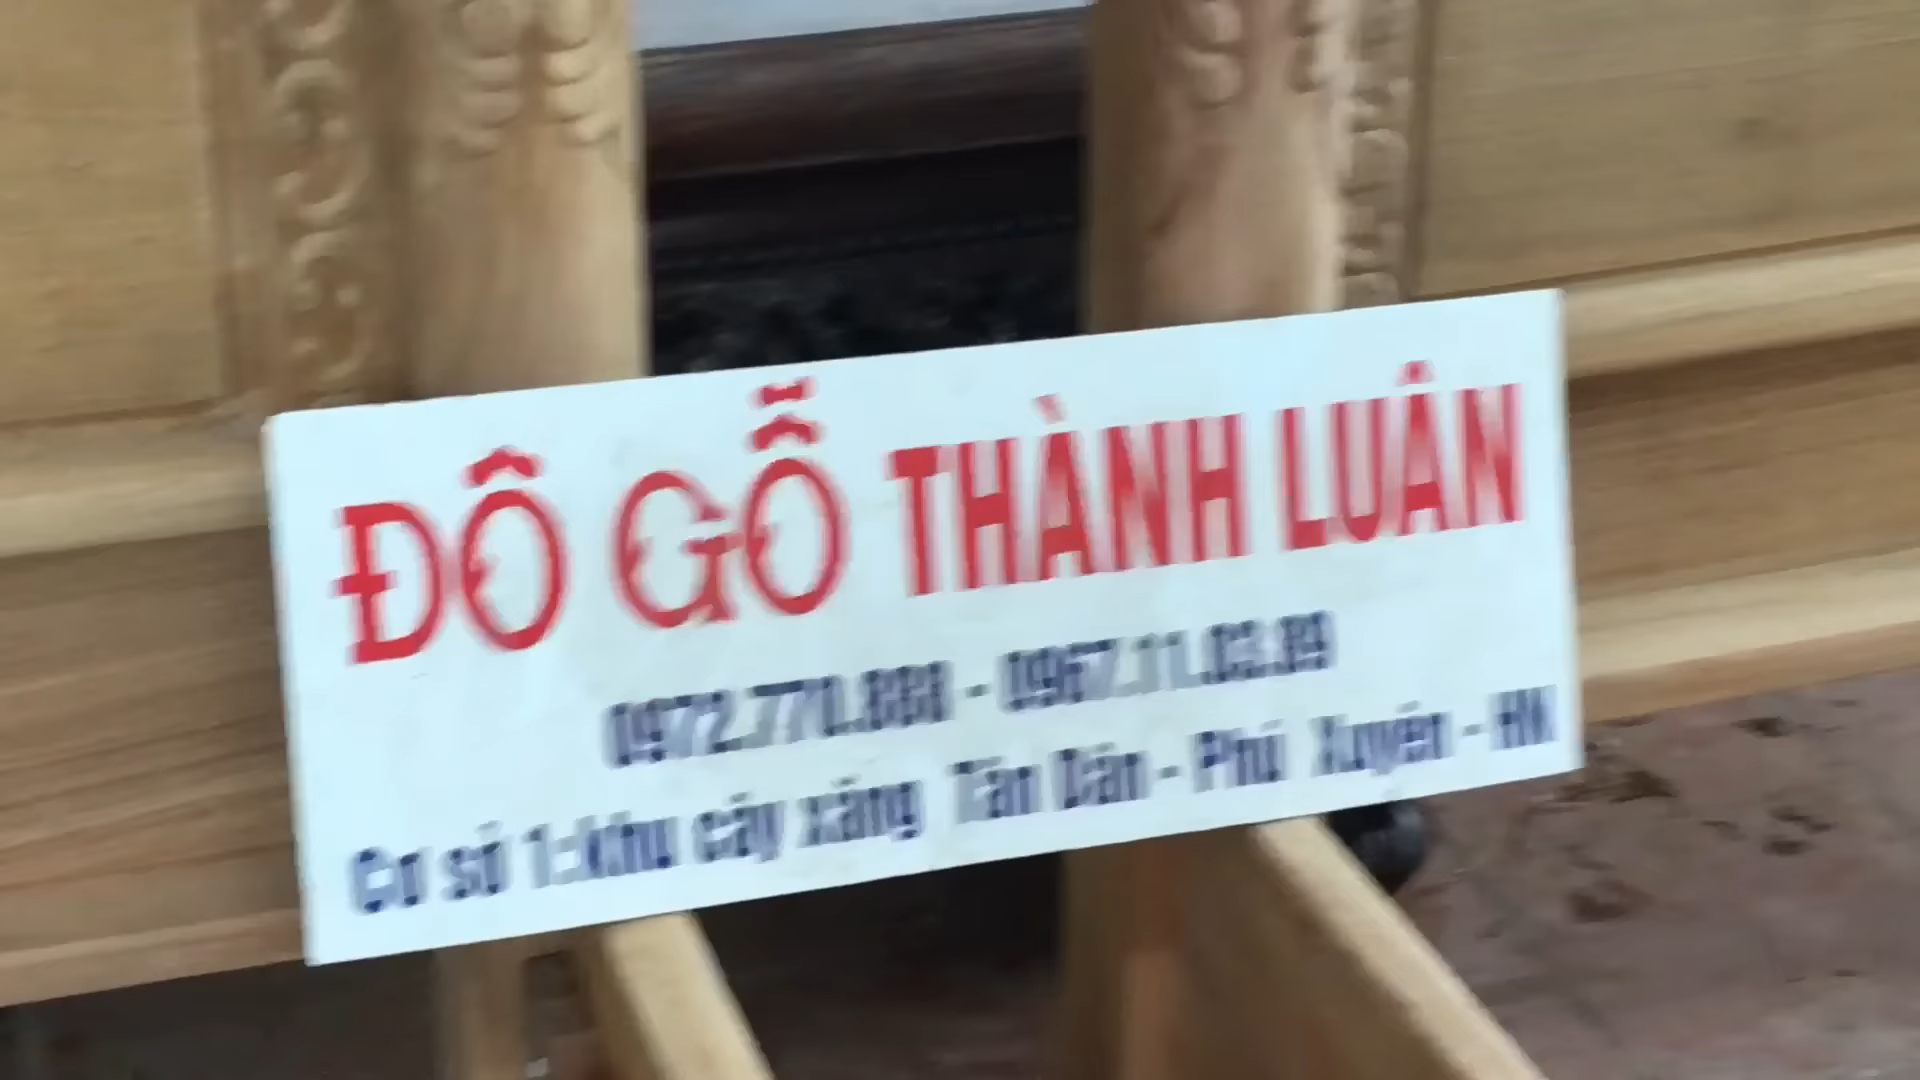 ĐỒ GỖ THÀNH LUÂN
0972.770.888 - 0967.11.03.89
Cơ sở 1:khu cây xăng Tân Dân - Phú Xuyên - HN